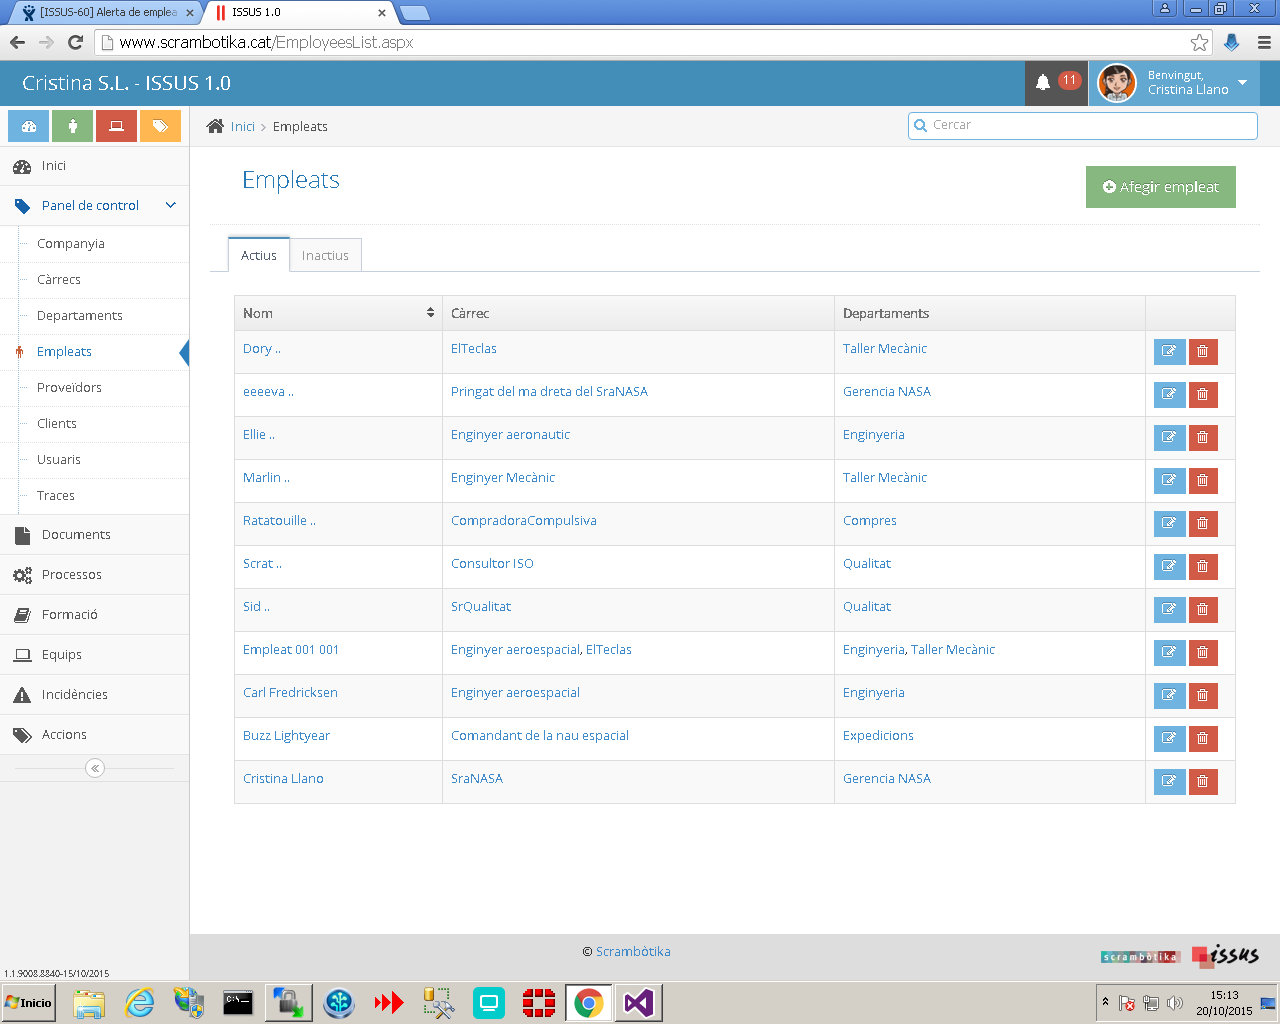 [ISSUS-60] Alerta de emplea
ISSUS 1.0
www.scrambotika.cat/EmployeesList.aspx
Cristina S.L. - ISSUS 1.0
11
Benvingut,
Cristina Llano
Inici
Empleats
Cercar
Inici
Panel de control
Companyia
Càrrecs
Departaments
Empleats
Proveïdors
Clients
Usuaris
Traces
Documents
Processos
Formació
Equips
Incidències
Accions
1.1.9008.8840-15/10/2015
Empleats
Afegir empleat
Actius
Inactius
Nom Càrrec Departaments
Dory .. ElTeclas Taller Mecànic
eeeeva .. Pringat del ma dreta del SraNASA Gerencia NASA
Ellie .. Enginyer aeronautic Enginyeria
Marlin .. Enginyer Mecànic Taller Mecànic
Ratatouille .. CompradoraCompulsiva Compres
Scrat .. Consultor ISO Qualitat
Sid .. SrQualitat Qualitat
Empleat 001 001 Enginyer aeroespacial, ElTeclas Enginyeria, Taller Mecànic
Carl Fredricksen Enginyer aeroespacial Enginyeria
Buzz Lightyear Comandant de la nau espacial Expedicions
Cristina Llano SraNASA Gerencia NASA
© Scrambòtika
scrambotika
issus
Inicio
C:\_
15:13
20/10/2015